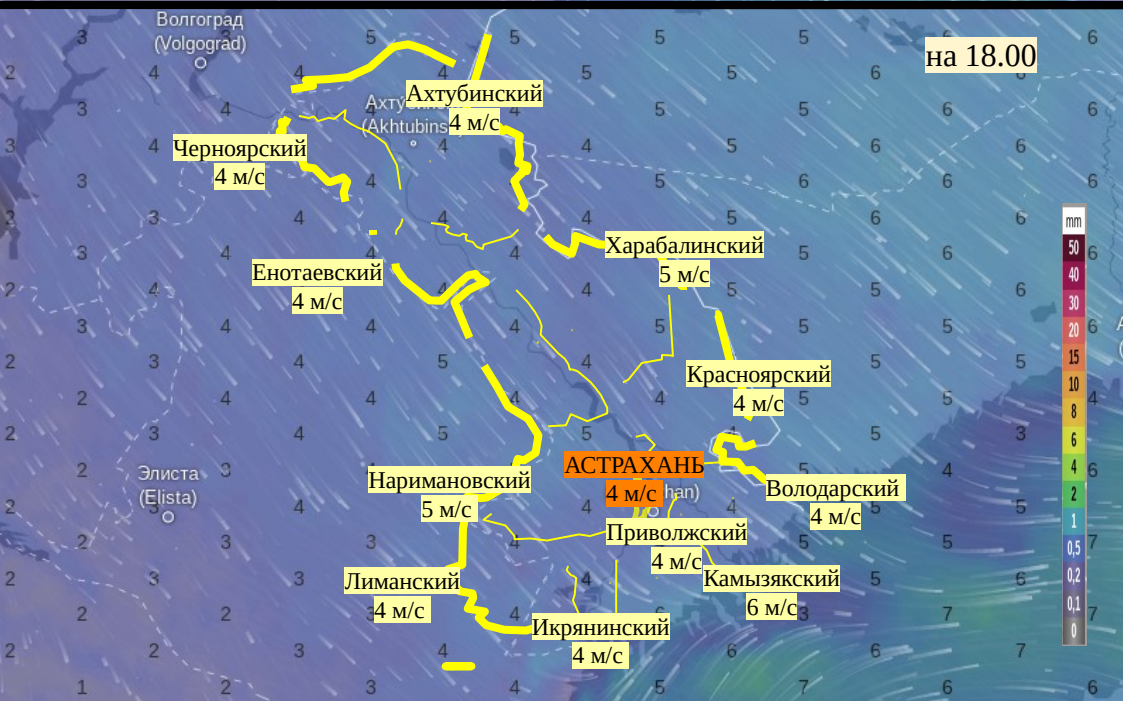 Волгоград
(Volgograd)
на 18.00
Ахтубинский
4 м/с
(Akhtubins
Черноярский
4 м/с
mm
50
40
30
20
15
10
8
6
4
2
1
0,5
0,2
0,1
0
Харабалинский
5 м/с
Енотаевский
4 м/с
Красноярский
4 м/с
Элиста
(Elista)
АСТРАХАНЬ
4 м/с
han)
Наримановский
5 м/с
Володарский
4 м/с
Приволжский
4 м/с
Лиманский
4 м/с
Камызякский
6 м/с
Икрянинский
4 м/с